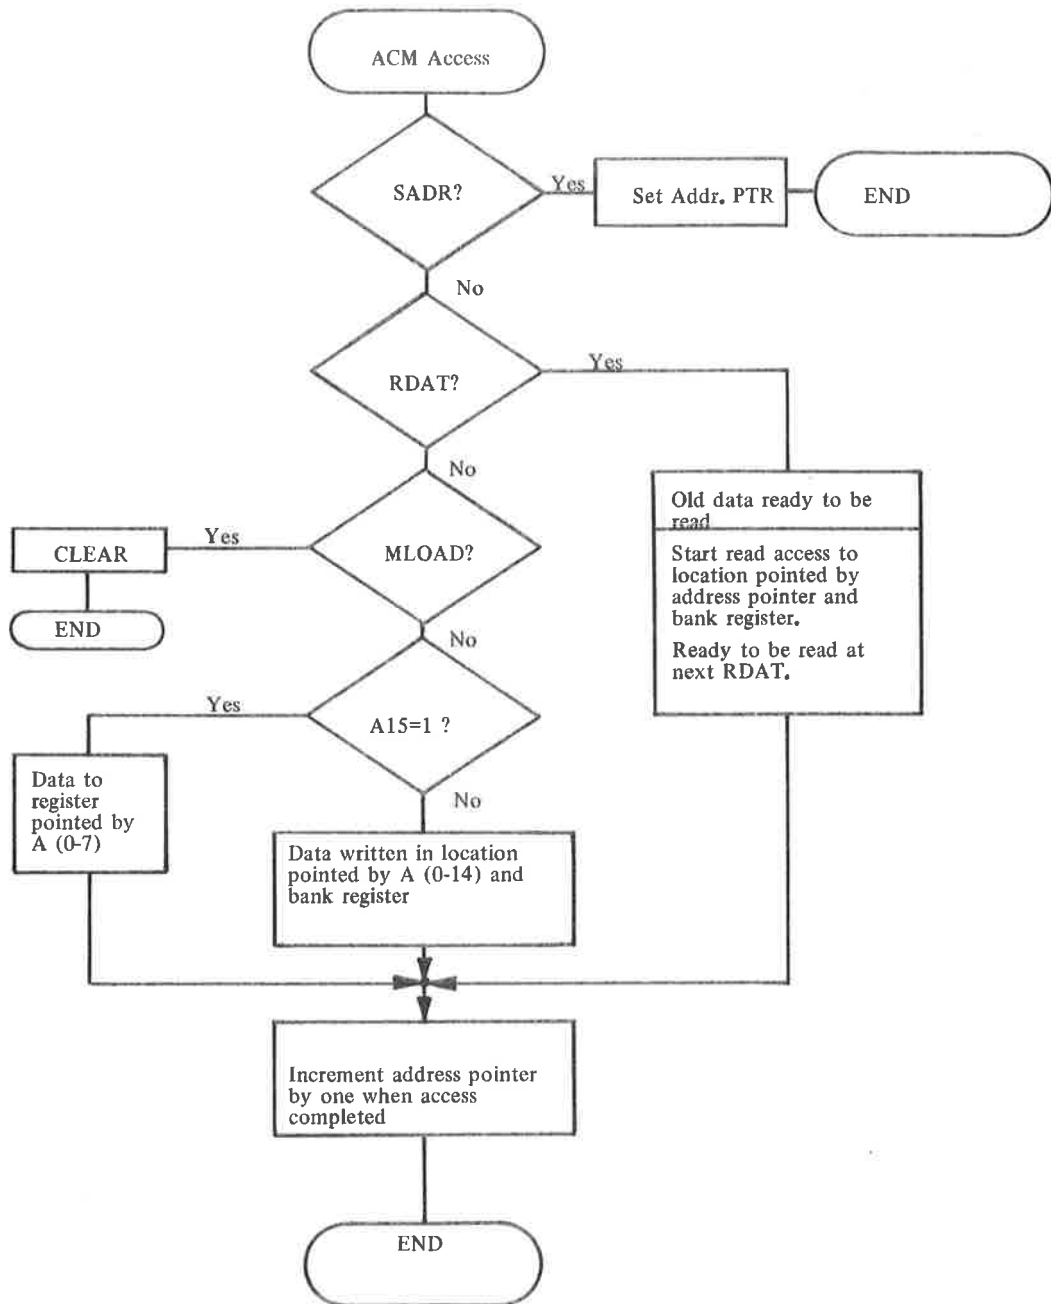 ACM Access
SADR?
Yes
Set Addr. PTR
END
No
RDAT?
Yes
No
Old data ready to be
read
Start read access to
location pointed by
address pointer and
bank register.
Ready to be read at
next RDAT.
MLOAD?
Yes
CLEAR
END
No
A15=1 ?
Yes
Data to
register
pointed by
A (0-7)
No
Data written in location
pointed by A (0-14) and
bank register
Increment address pointer
by one when access
completed
END